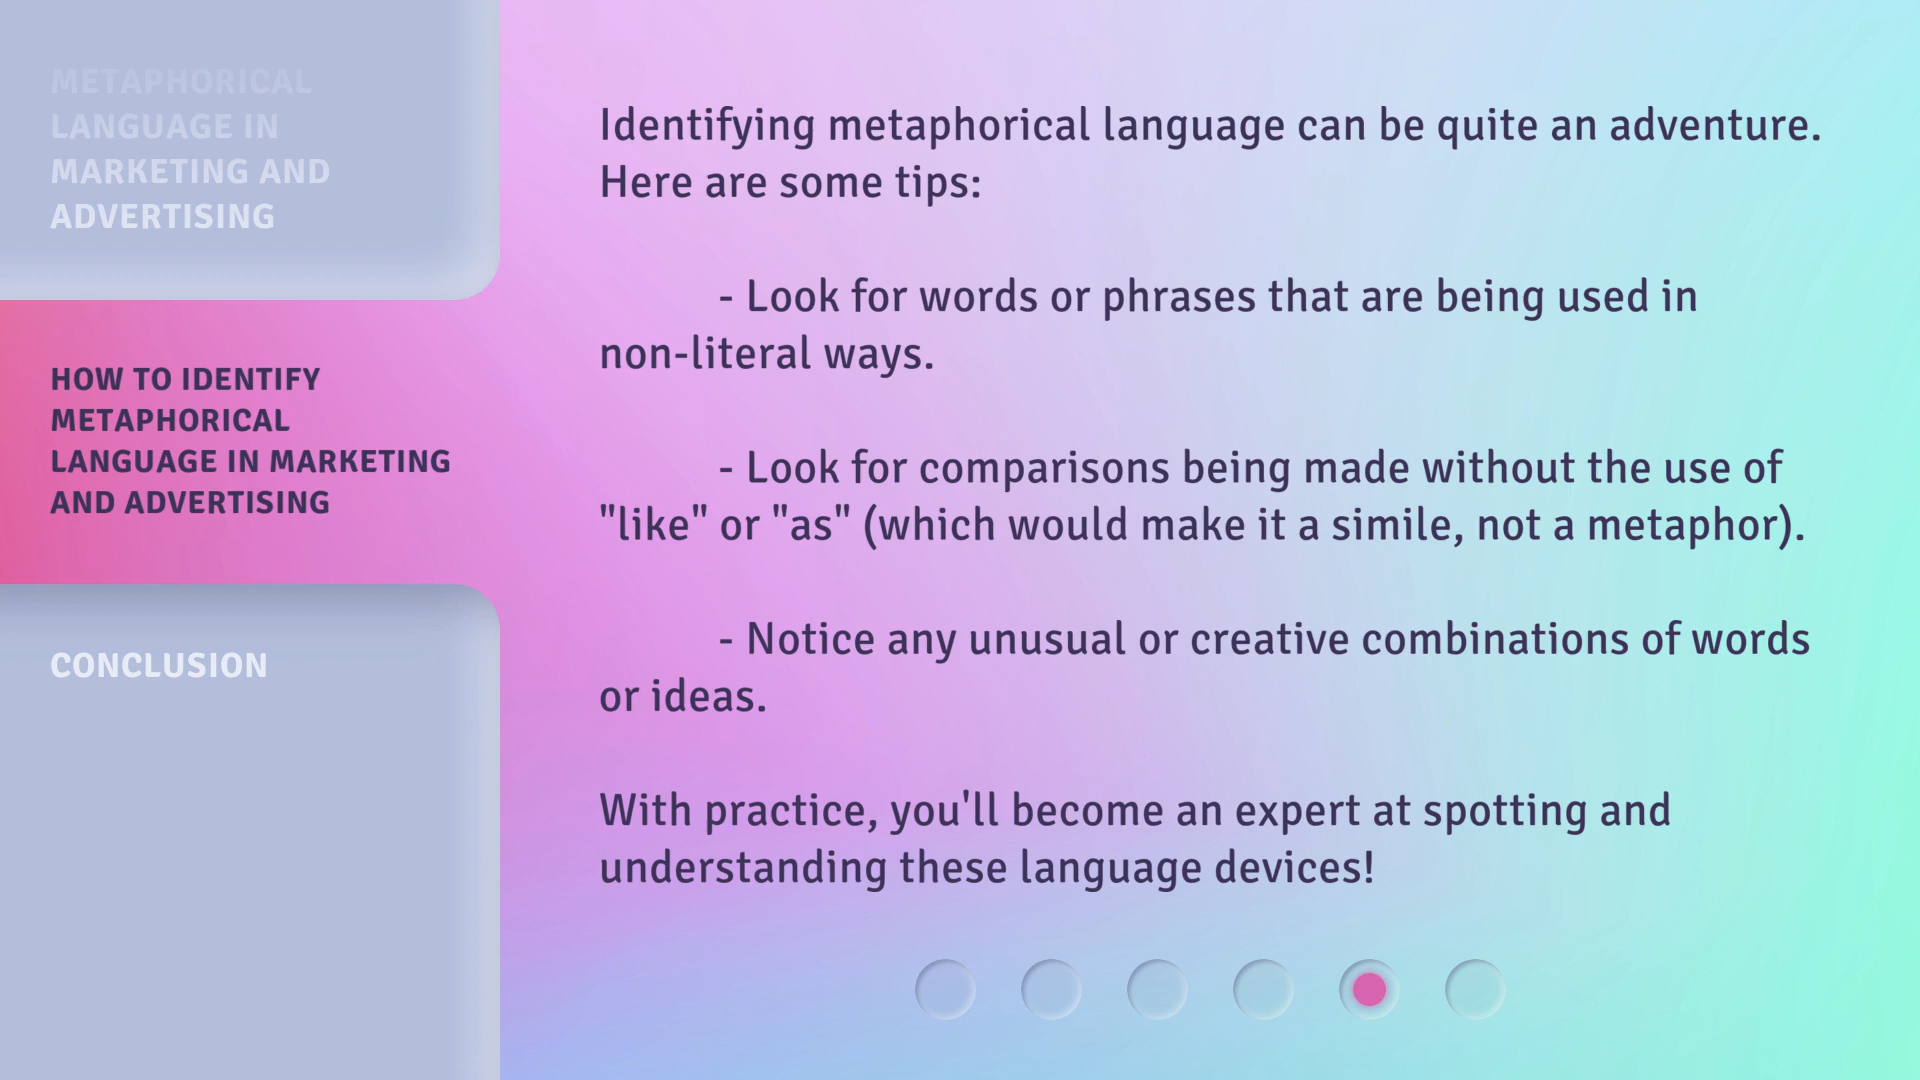 METAPHORICAL
LANGUAGE IN
MARKETING AND
ADVERTISING
HOW TO IDENTIFY
METAPHORICAL
LANGUAGE IN MARKETING
AND ADVERTISING
CONCLUSION
Identifying metaphorical language can be quite an adventure.
Here are some tips:
- Look for words or phrases that are being used in
non-literal ways.
- Look for comparisons being made without the use of
"like" or "as" (which would make it a simile, not a metaphor).
- Notice any unusual or creative combinations of words
or ideas.
With practice, you'll become an expert at spotting and
understanding these language devices!